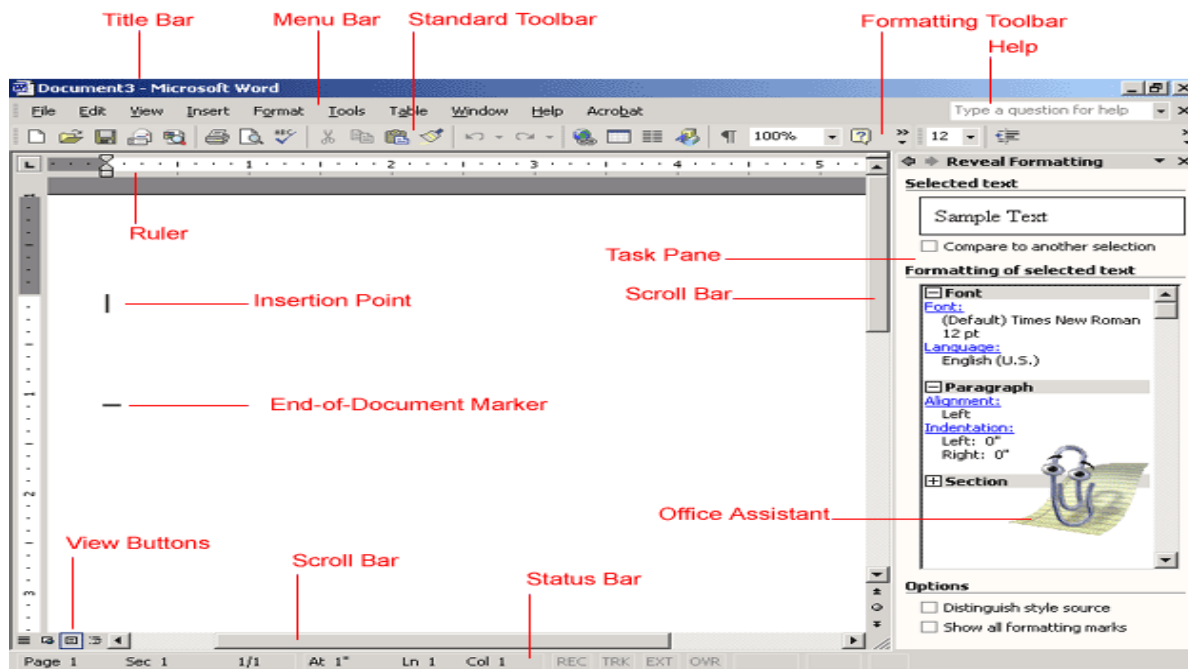 Title Bar Menu Bar Standard Toolbar Formatting Toolbar
Help
Document3 - Microsoft Word
File Edit View Insert Format Tools Table Window Help Acrobat Type a question for help
100% 12
1 2 3 4 5
Reveal Formatting
Selected text
Sample Text
Ruler
Compare to another selection
Task Pane
Formatting of selected text
Scroll Bar
Insertion Point
Font
Font:
(Default) Times New Roman
12 pt
Language:
English (U.S.)
Paragraph
Alignment:
Left
End-of-Document Marker
Indentation:
Left: 0"
Right: 0"
Section
Office Assistant
View Buttons
Scroll Bar
Status Bar
Options
Distinguish style source
Show all formatting marks
Page 1 Sec 1 1/1 At 1" Ln 1 Col 1 REC TRK EXT OVR